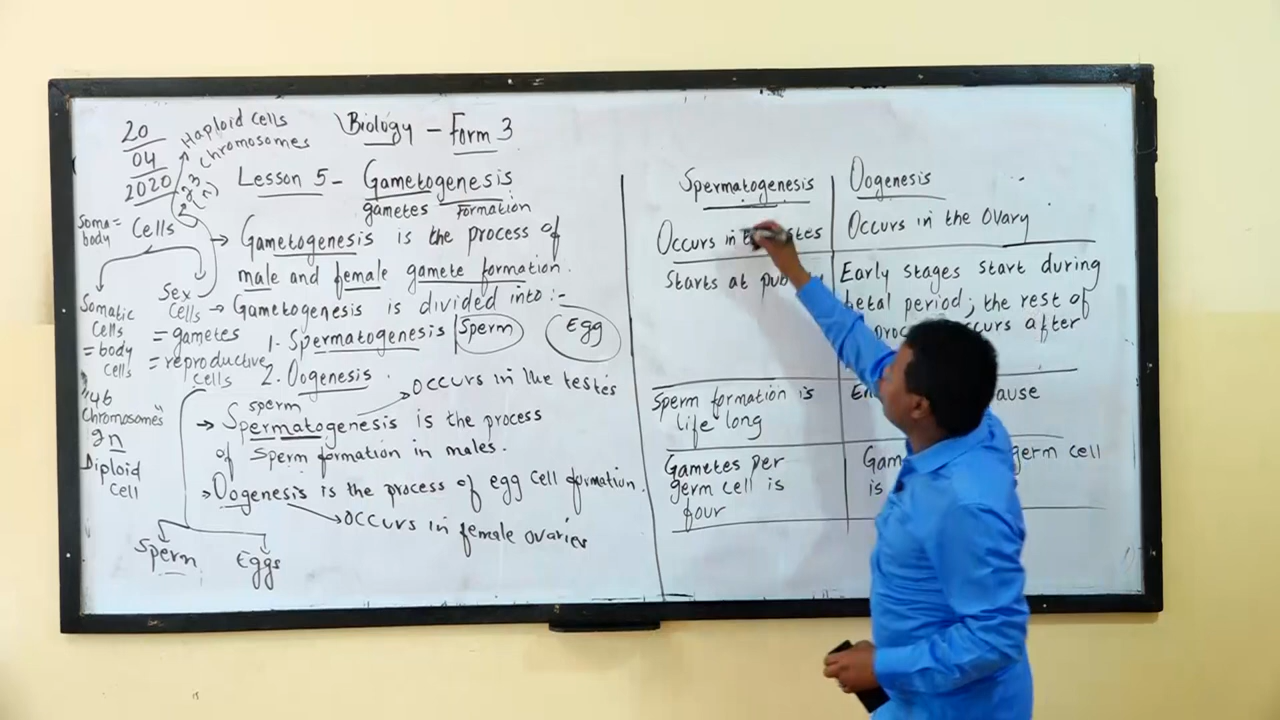 20
04
2020
Haploid cells
Chromosomes
23
(n)
Biology - Form 3
Lesson 5 - Gametogenesis
gametes formation
Soma = body
Cells
→ Gametogenesis is the process of
male and female gamete formation.
Sex cells
= gametes
= reproductive cells
Somatic
Cells
= body
cells
"46
Chromosomes"
2n
Diploid
Cell
→ Gametogenesis is divided into:-
1. Spermatogenesis Sperm
Egg
2. Oogenesis.
Occurs in the testes
sperm
→ Spermatogenesis is the process
of sperm formation in males.
→ Oogenesis is the process of egg cell formation.
→ Occurs in female ovaries
Sperm
Eggs
Spermatogenesis
Oogenesis
Occurs in
Occurs in the Ovary
Starts at
Early stages start during
fetal period; the rest of
after
Sperm formation is
life long
Gametes per
germ cell is
four
germ cell
is